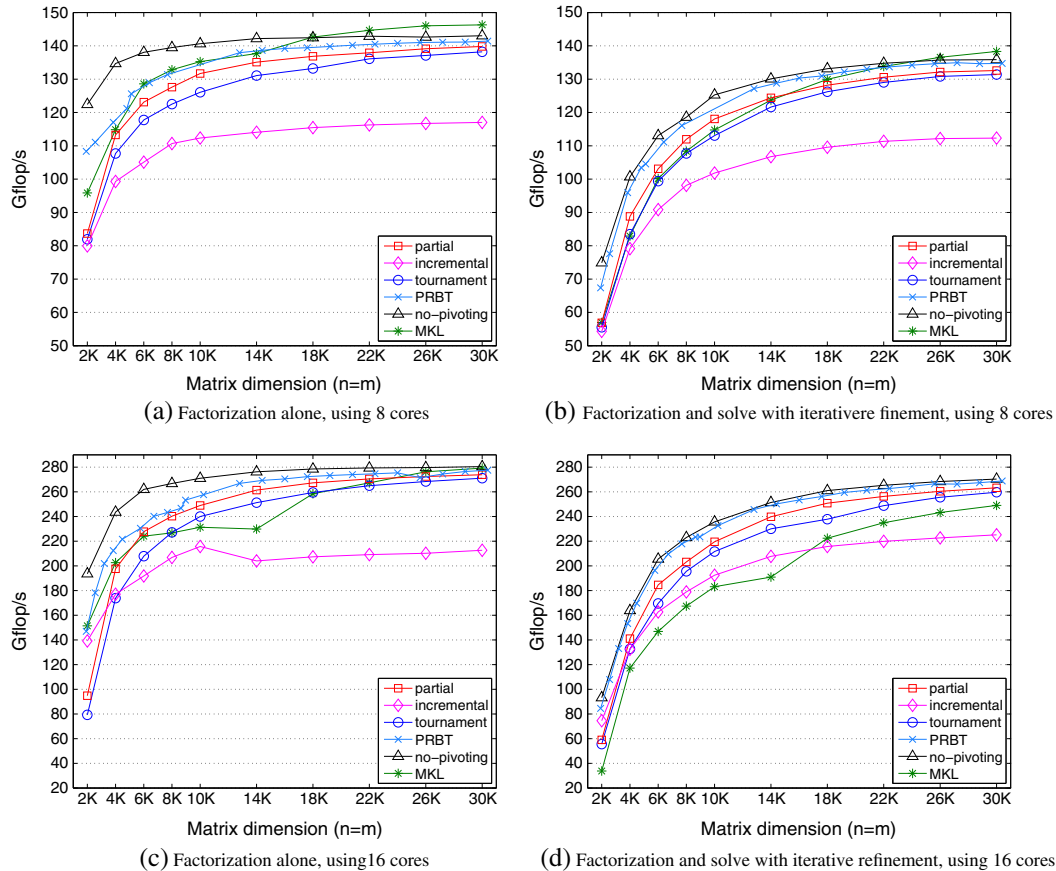 150
140
130
120
110
100
90
80
70
60
50
Gflop/s
2K 4K 6K 8K 10K 14K 18K 22K 26K 30K
Matrix dimension (n=m)
partial
incremental
tournament
PRBT
no-pivoting
MKL
(a) Factorization alone, using 8 cores
150
140
130
120
110
100
90
80
70
60
50
Gflop/s
2K 4K 6K 8K 10K 14K 18K 22K 26K 30K
Matrix dimension (n=m)
partial
incremental
tournament
PRBT
no-pivoting
MKL
(b) Factorization and solve with iterativere finement, using 8 cores
280
260
240
220
200
180
160
140
120
100
80
60
40
20
Gflop/s
2K 4K 6K 8K 10K 14K 18K 22K 26K 30K
Matrix dimension (n=m)
partial
incremental
tournament
PRBT
no-pivoting
MKL
(c) Factorization alone, using16 cores
280
260
240
220
200
180
160
140
120
100
80
60
40
20
Gflop/s
2K 4K 6K 8K 10K 14K 18K 22K 26K 30K
Matrix dimension (n=m)
partial
incremental
tournament
PRBT
no-pivoting
MKL
(d) Factorization and solve with iterative refinement, using 16 cores